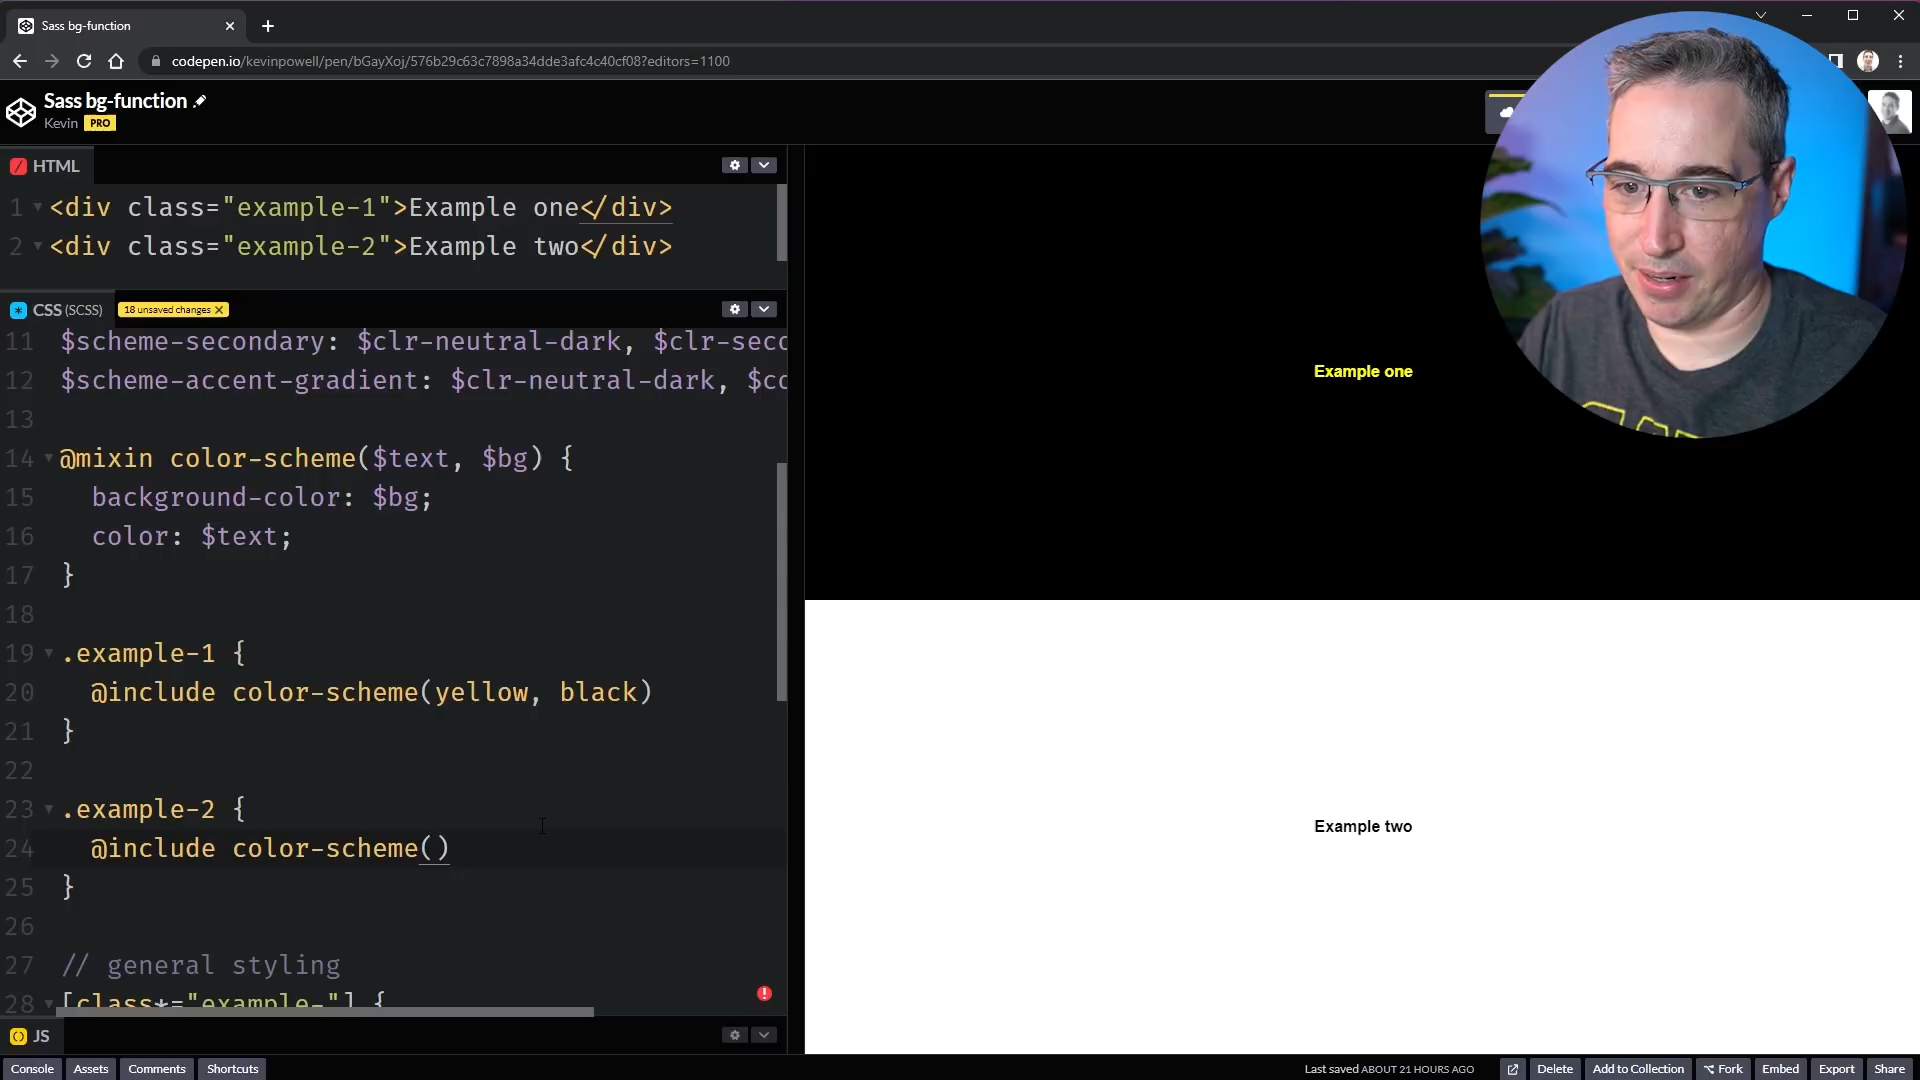 Sass bg-function
codepen.io/kevinpowell/pen/bGayXoj/576b29c63c7898a34dde3afc4c40cf08?editors=1100
Sass bg-function
Kevin PRO
HTML
1 <div class="example-1">Example one</div>
2 <div class="example-2">Example two</div>
CSS (SCSS) 18 unsaved changes
11 $scheme-secondary: $clr-neutral-dark, $clr-seco
12 $scheme-accent-gradient: $clr-neutral-dark, $co
13
14 @mixin color-scheme($text, $bg) {
15 background-color: $bg;
16 color: $text;
17 }
18
19 .example-1 {
20 @include color-scheme(yellow, black)
21 }
22
23 .example-2 {
24 @include color-scheme()
25 }
26
27 // general styling
28 [class*="example-"] {
JS
Example one
Example two
Console Assets Comments Shortcuts
Last saved ABOUT 21 HOURS AGO Delete Add to Collection Fork Embed Export Share